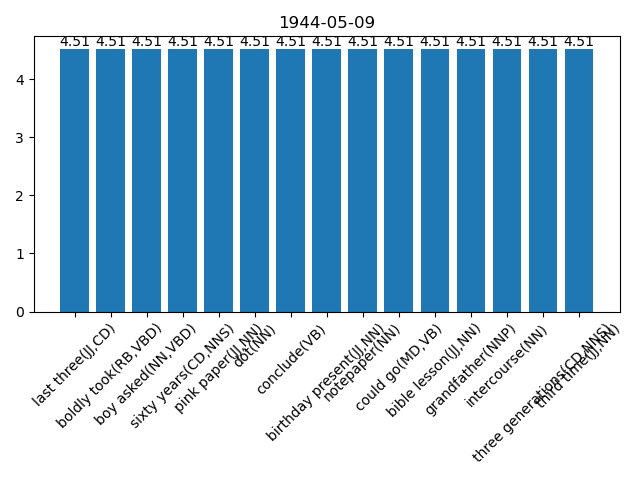 1944-05-09
4.51 4.51 4.51 4.51 4.51 4.51 4.51 4.51 4.51 4.51 4.51 4.51 4.51 4.51 4.51
4
3
2
1
0
last three(JJ,CD)
boldly took(RB,VBD)
boy asked(NN,VBD)
sixty years(CD,NNS)
pink paper(JJ,NN)
dot(NN)
conclude(VB)
birthday present(JJ,NN)
notepaper(NN)
could go(MD,VB)
bible lesson(JJ,NN)
grandfather(NNP)
intercourse(NN)
three generations(CD,NNS)
third time(JJ,NN)